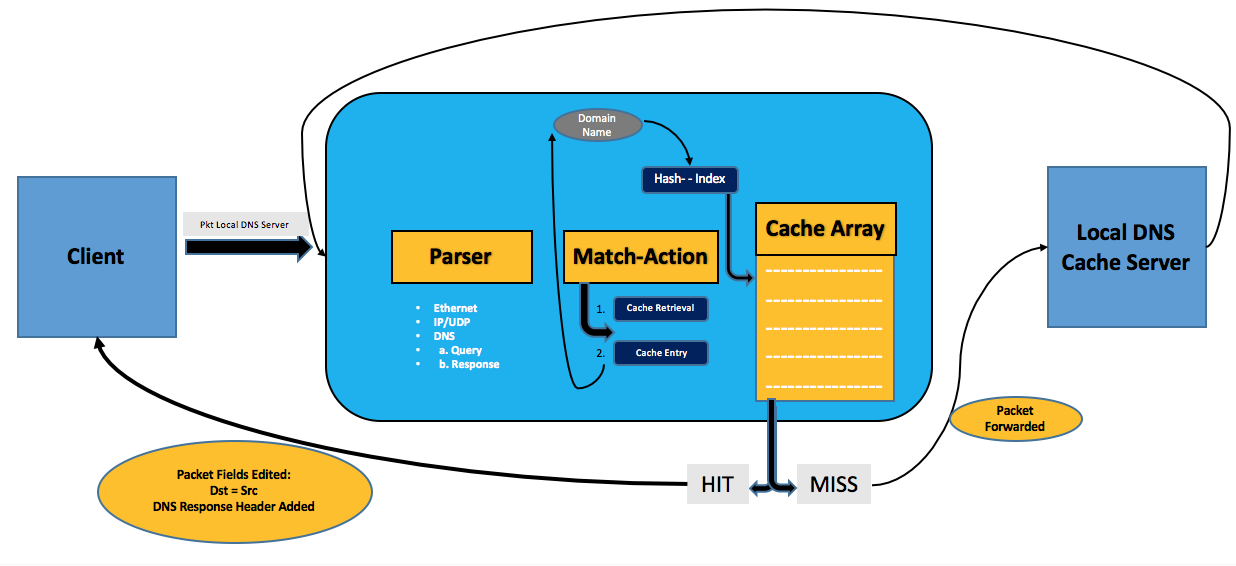 Domain
Name
Hash- - Index
Pkt Local DNS Server
Client
Parser
Match-Action
Cache Array
Local DNS
Cache Server
• Ethernet
• IP/UDP
• DNS
• a. Query
• b. Response
1. Cache Retrieval
2. Cache Entry
Packet
Forwarded
Packet Fields Edited:
Dst = Src
DNS Response Header Added
HIT
MISS